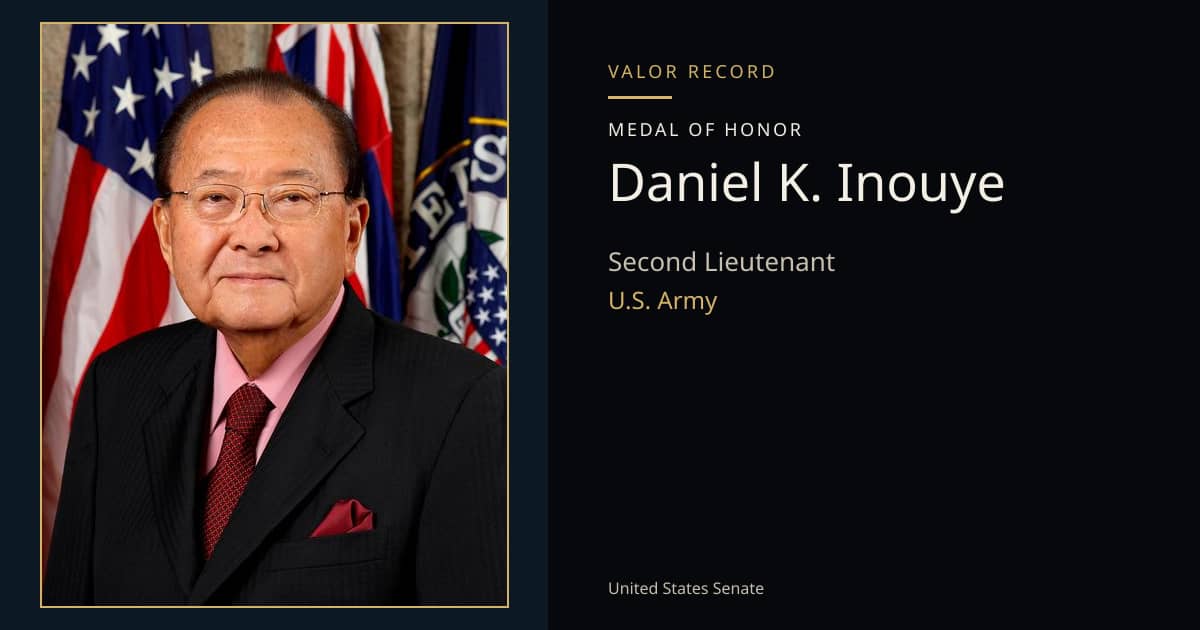 VALOR RECORD
MEDAL OF HONOR
Daniel K. Inouye
Second Lieutenant
U.S. Army
United States Senate